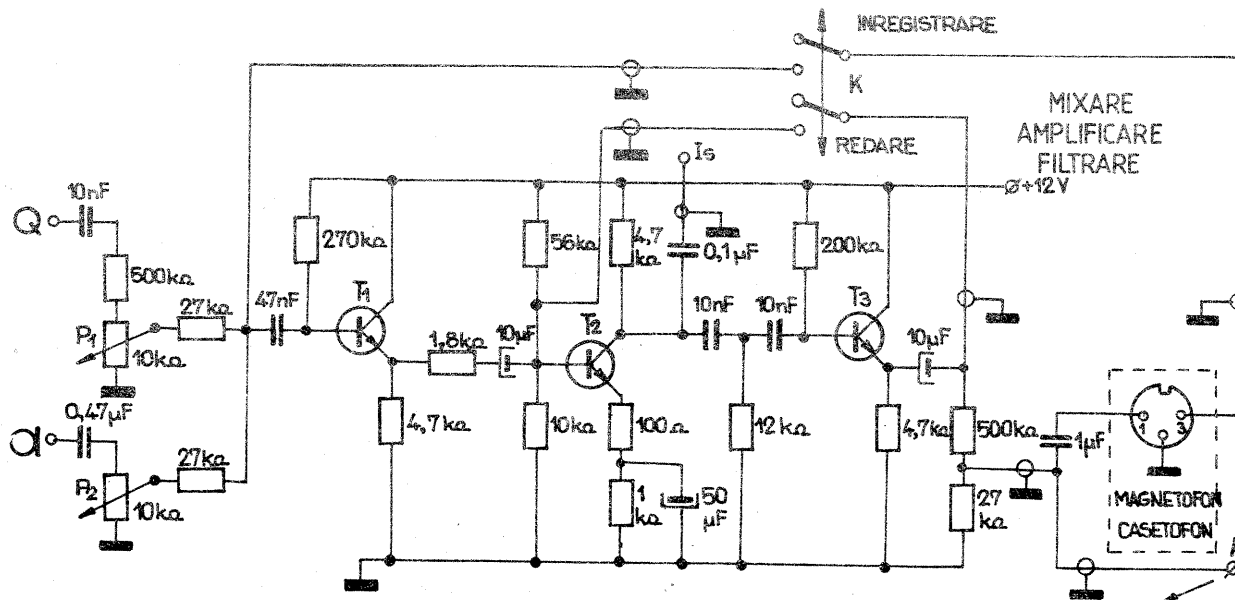 INREGISTRARE
K
MIXARE
AMPLIFICARE
FILTRARE
REDARE
Is
+12V
10nF
500kΩ
27kΩ
P1
10kΩ
0,47µF
27kΩ
P2
10kΩ
47nF
270kΩ
T1
4,7kΩ
1,8kΩ
10µF
56kΩ
10kΩ
4,7
kΩ
T2
100Ω
1
kΩ
50
µF
0,1µF
10nF
10nF
12kΩ
200kΩ
T3
4,7kΩ
10µF
500kΩ
27
kΩ
1µF
1
3
MAGNETOFON
CASETOFON